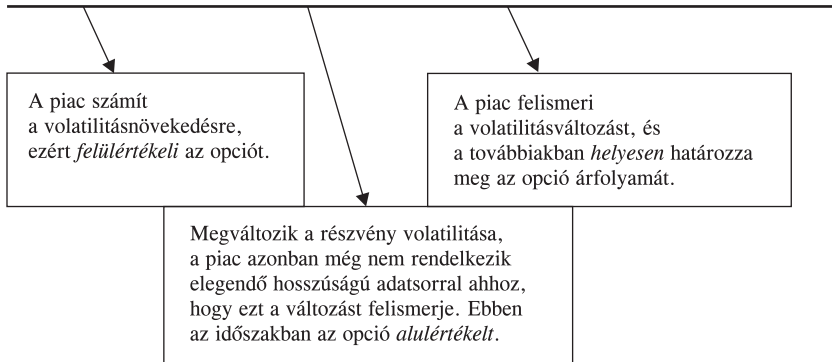 A piac számít
a volatilitásnövekedésre,
ezért felülértékeli az opciót.
Megváltozik a részvény volatilitása,
a piac azonban még nem rendelkezik
elegendő hosszúságú adatsorral ahhoz,
hogy ezt a változást felismerje. Ebben
az időszakban az opció alulértékelt.
A piac felismeri
a volatilitásváltozást, és
a továbbiakban helyesen határozza
meg az opció árfolyamát.